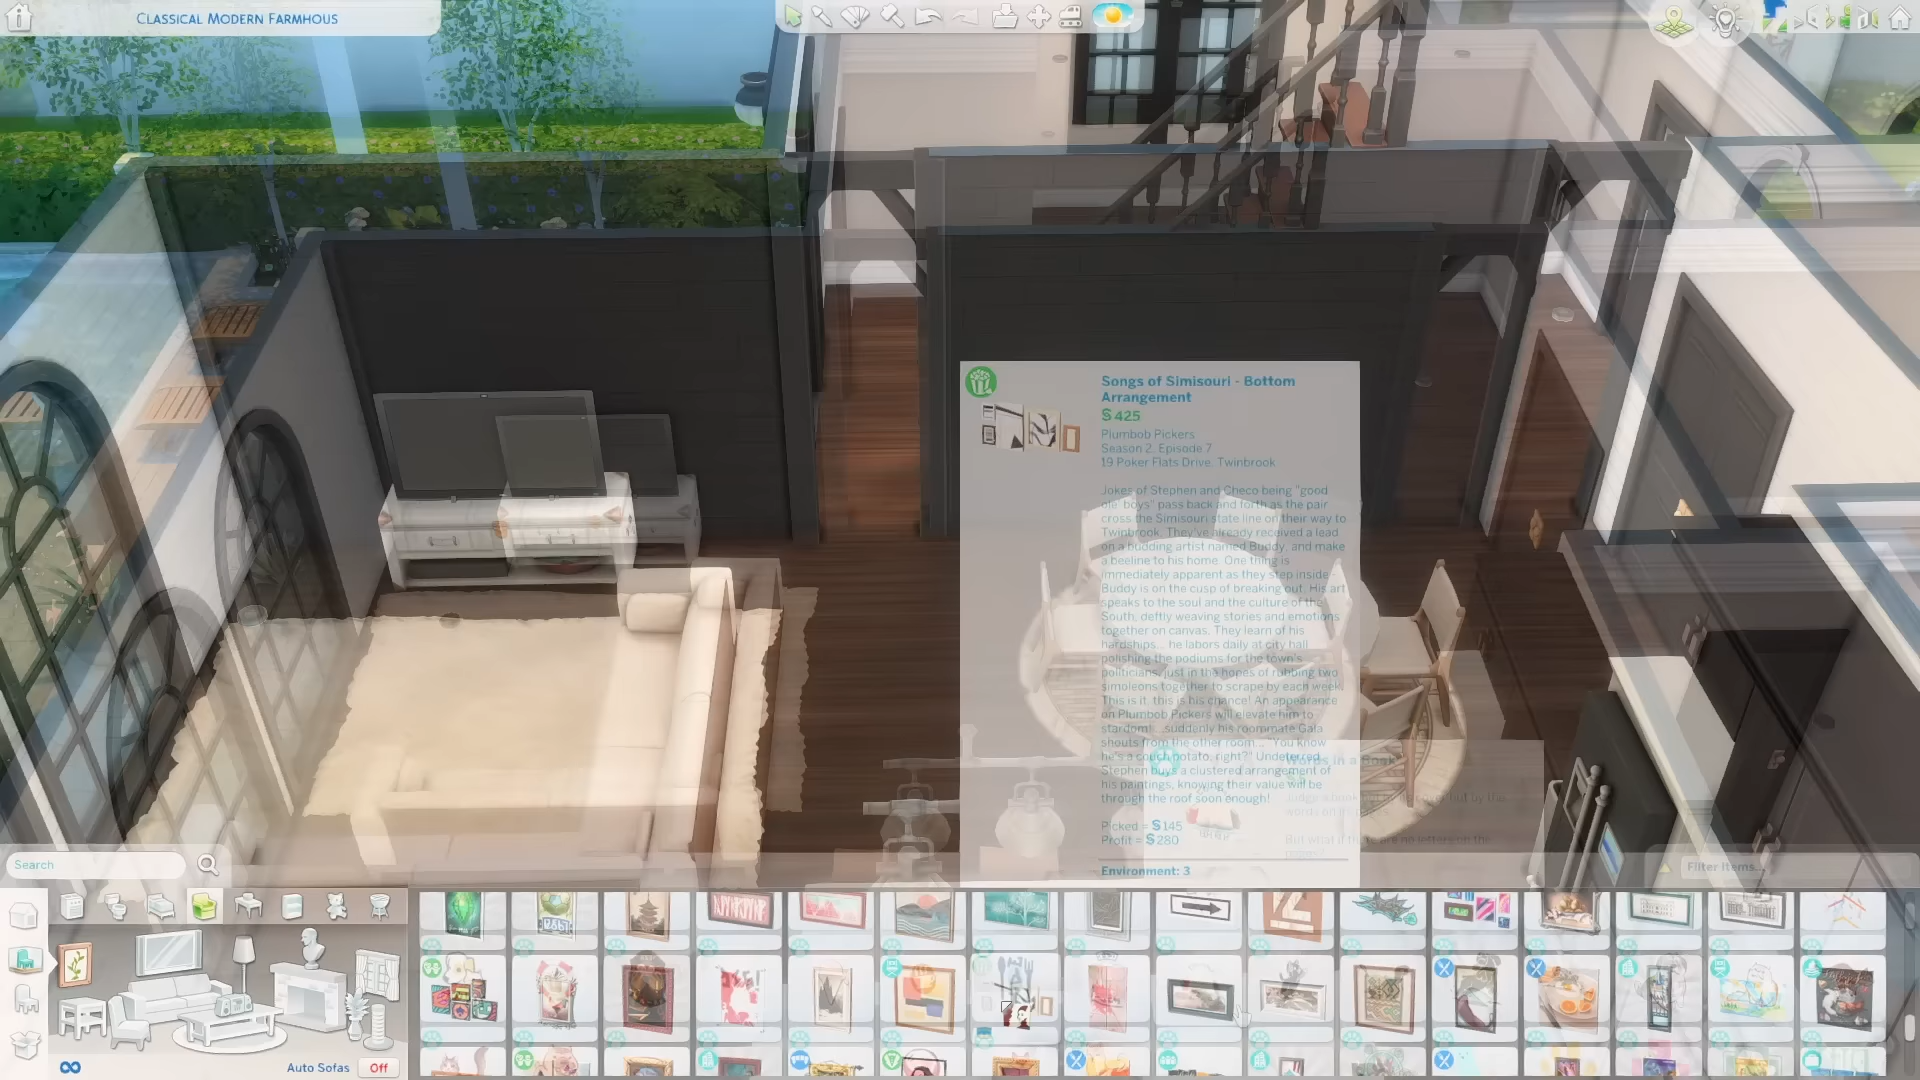 Classical Modern Farmhous
Songs of Simisouri - Bottom
Arrangement
§425
Plumbob Pickers
Season 2, Episode 7
19 Poker Flats Drive, Twinbrook
Jokes of Stephen and Checo being "good
ole boys" pass back and forth as the pair
cross the Simisouri state line on their way to
Twinbrook. They've already received a lead
on a budding artist named Buddy, and make
a beeline to his home. One thing is
immediately apparent as they step inside -
Buddy is on the cusp of breaking out. His art
speaks to the soul and the culture of the
South, deftly weaving stories and emotions
together on canvas. They learn of his
hardships... he labors daily at city hall
polishing the podiums for the town's
politicians, just in the hopes of rubbing two
simoleons together to scrape by each week.
This is it, this is his chance! An appearance
on Plumbob Pickers will elevate him to
stardom!... suddenly his roommate Gala
shouts from the other room... "You know
he's a couch potato, right?" Undeterred,
Stephen buys a clustered arrangement of
his paintings, knowing their value will be
through the roof soon enough!
Words in a
Picked = §145
Profit = §280
Environment: 3
Search
Filter Items...
Auto Sofas
Off